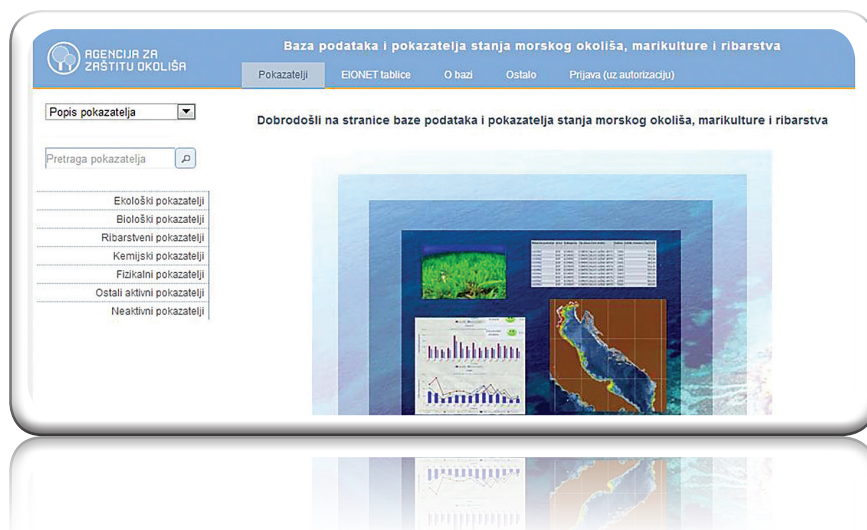 AGENCIJA ZA
ZAŠTITU OKOLIŠA
Baza podataka i pokazatelja stanja morskog okoliša, marikulture i ribarstva
Pokazatelji EIONET tablice O bazi Ostalo Prijava (uz autorizaciju)
Popis pokazatelja
Pretraga pokazatelja
Ekološki pokazatelji
Biološki pokazatelji
Ribarstveni pokazatelji
Kemijski pokazatelji
Fizikalni pokazatelji
Ostali aktivni pokazatelji
Neaktivni pokazatelji
Dobrodošli na stranice baze podataka i pokazatelja stanja morskog okoliša, marikulture i ribarstva